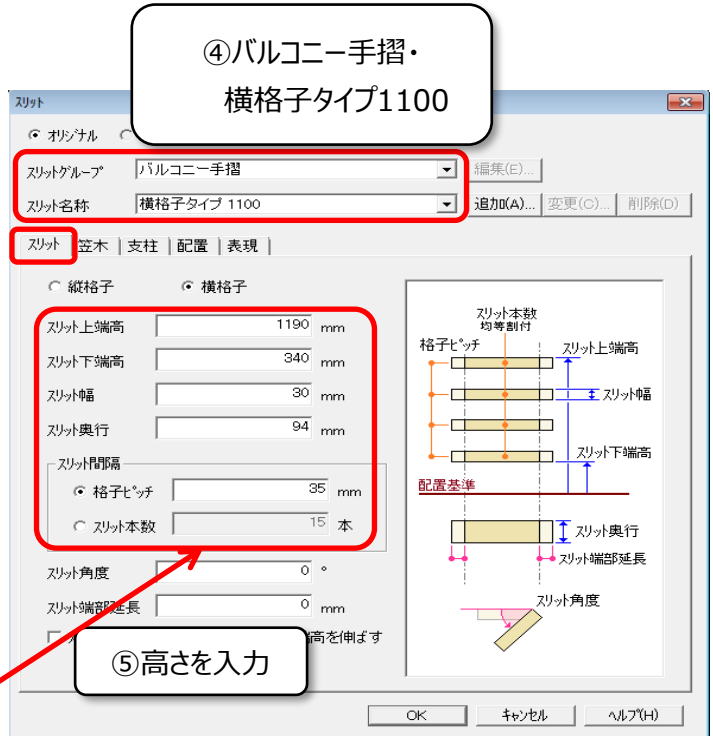 ④バルコニー手摺・
横格子タイプ1100
スリット
オリジナル
スリットグループ バルコニー手摺 編集(E)...
スリット名称 横格子タイプ 1100 追加(A)... 変更(C)... 削除(D)
スリット 笠木 支柱 配置 表現
縦格子 横格子
スリット上端高 1190 mm
スリット下端高 340 mm
スリット幅 30 mm
スリット奥行 94 mm
スリット間隔
格子ピッチ 35 mm
スリット本数 15 本
スリット角度 0 °
スリット端部延長 0 mm
高を伸ばす
⑤高さを入力
スリット本数
均等割付
格子ピッチ
スリット上端高
スリット幅
スリット下端高
配置基準
スリット奥行
スリット端部延長
スリット角度
OK キャンセル ヘルプ(H)